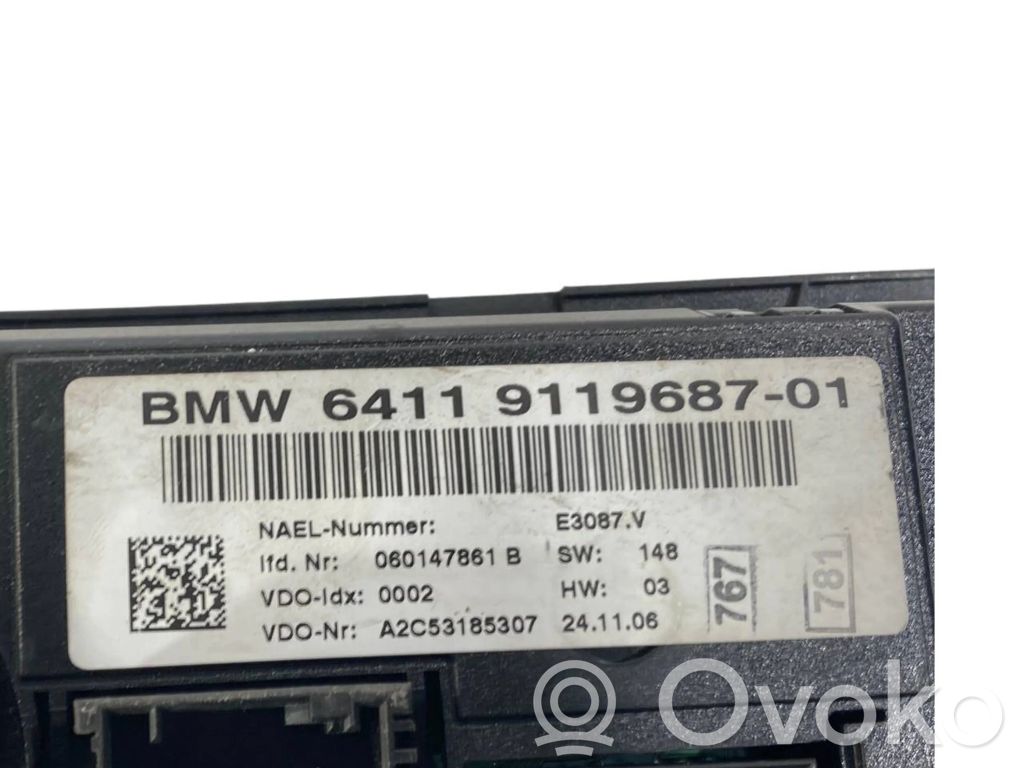 BMW 6411 9119687-01
NAEL-Nummer: E3087.V
lfd. Nr: 060147861 B SW: 148
VDO-Idx: 0002 HW: 03
VDO-Nr: A2C53185307 24.11.06
767
781
Ovoko